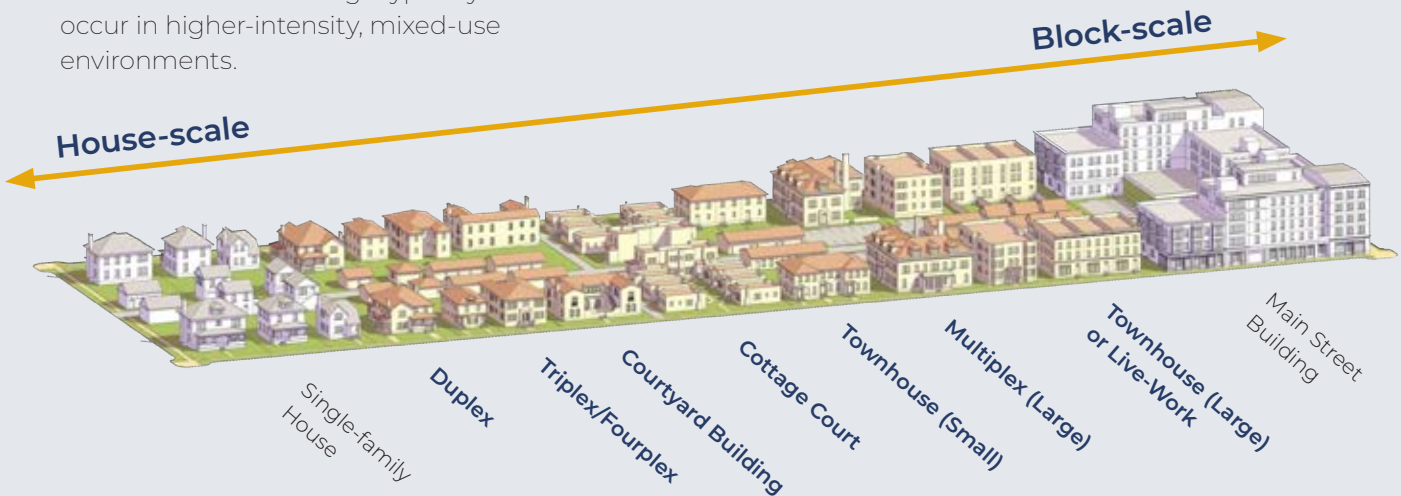 occur in higher-intensity, mixed-use
environments.
Block-scale
House-scale
Single-family
House
Duplex
Triplex/Fourplex
Courtyard Building
Cottage Court
Townhouse (Small)
Multiplex (Large)
Townhouse (Large)
or Live-Work
Main Street
Building